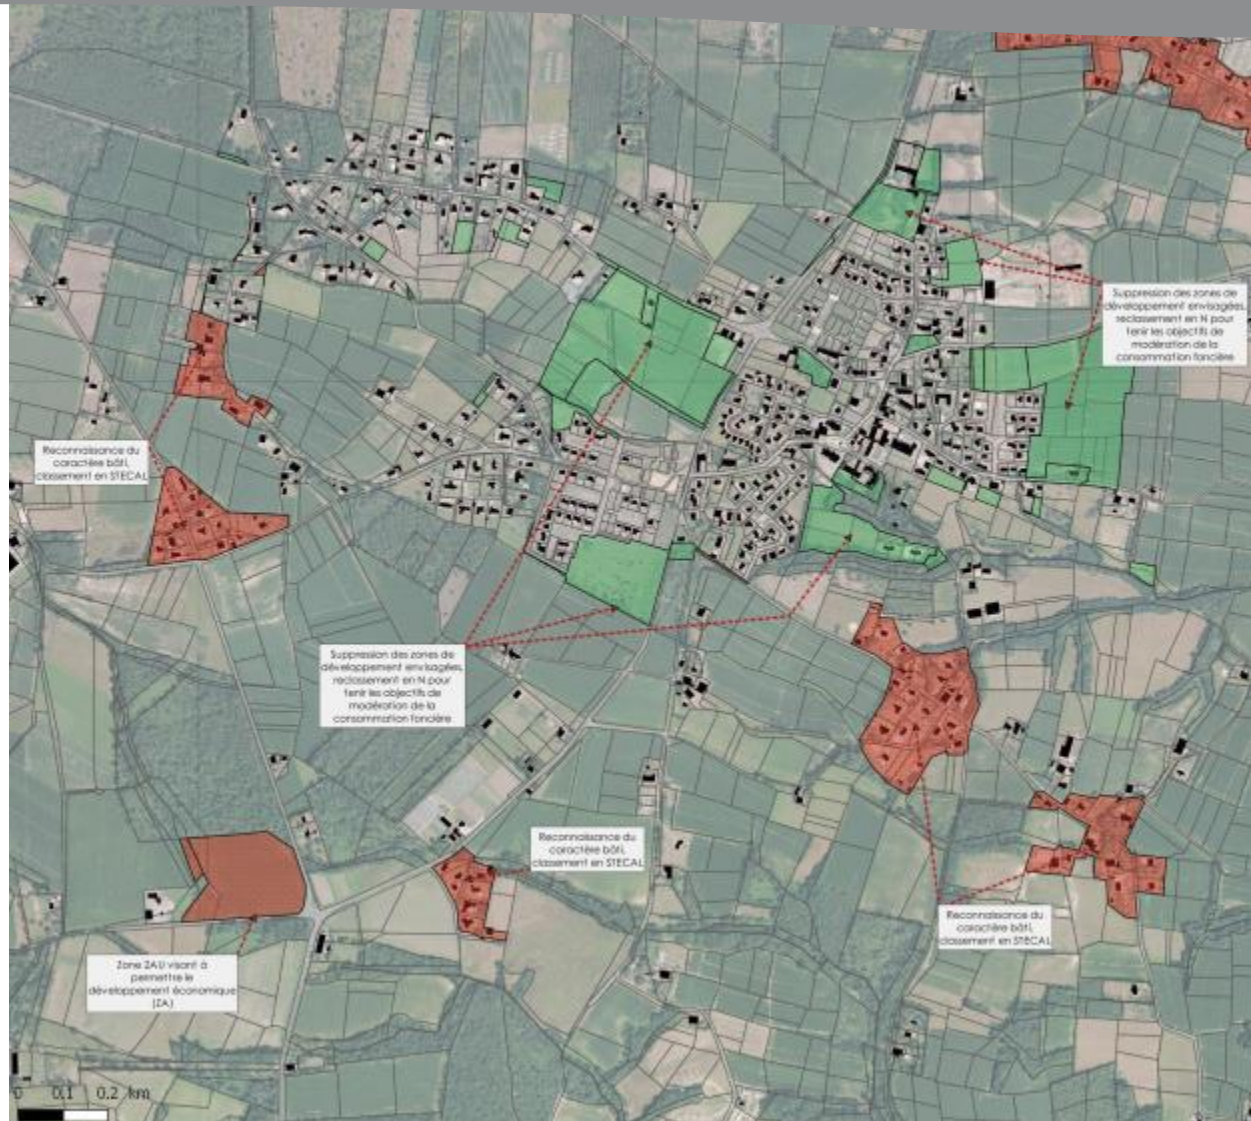 Suppression des zones de
développement envisagées,
reclassement en N pour
tenir les objectifs de
modération de la
consommation foncière
Reconnaissance du
caractère bâti,
classement en STECAL
Suppression des zones de
développement envisagées,
reclassement en N pour
tenir les objectifs de
modération de la
consommation foncière
Reconnaissance du
caractère bâti,
classement en STECAL
Reconnaissance du
caractère bâti,
classement en STECAL
Zone 2AU visant à
permettre le
développement économique
(ZA)
0 0.1 0.2 km